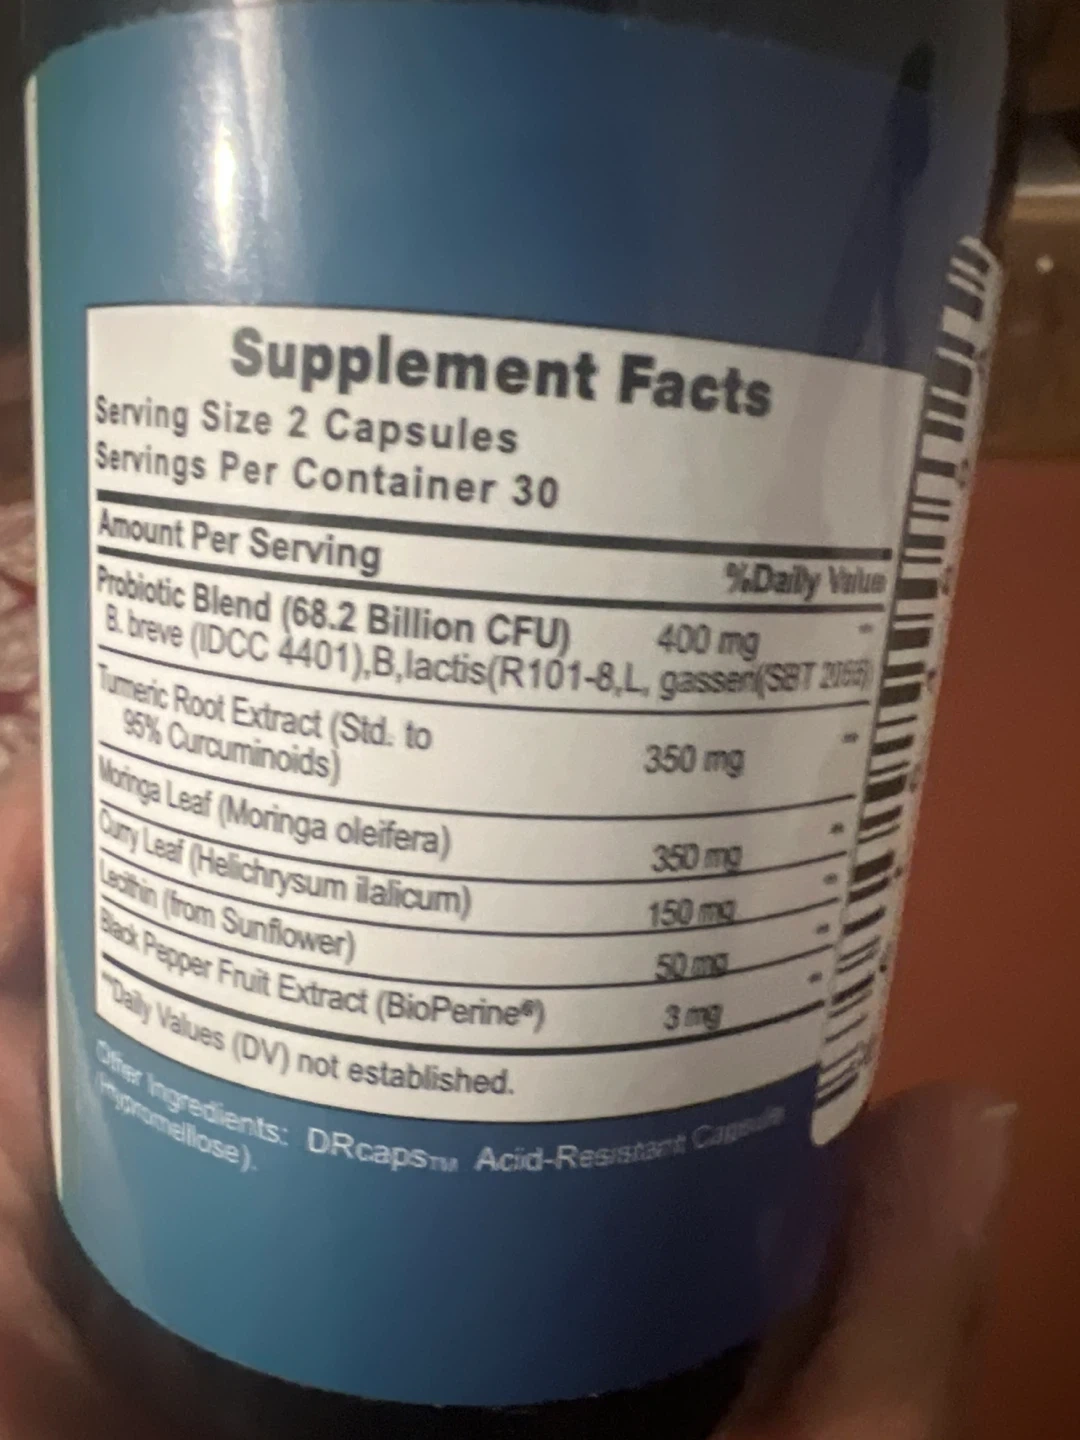 Supplement Facts
Serving Size 2 Capsules
Servings Per Container 30
Amount Per Serving
%Daily Value
Probiotic Blend (68.2 Billion CFU) 400 mg **
B. breve (IDCC 4401),B,lactis(R101-8,L, gasseri(SBT
Turmeric Root Extract (Std. to
95% Curcuminoids) 350 mg **
Moringa Leaf (Moringa oleifera) 350 mg **
Curry Leaf (Helichrysum ilalicum) 150 mg **
Lecithin (from Sunflower) 50 mg **
Black Pepper Fruit Extract (BioPerine®) 3 mg **
**Daily Values (DV) not established.
Other Ingredients: DRcaps™ Acid-Resistant Capsule
(Hypromellose).